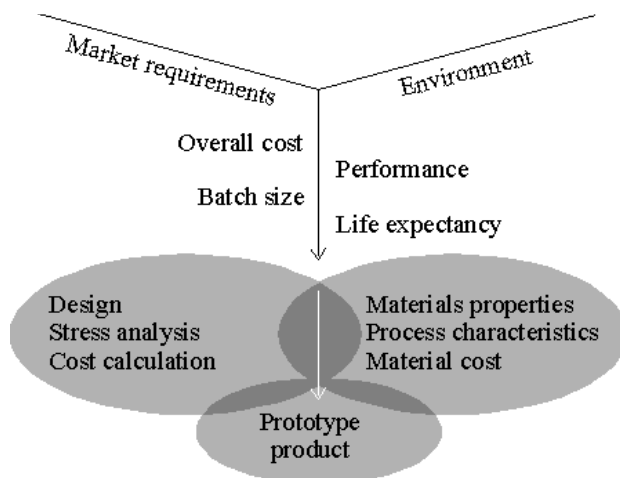 Market requirements
Environment
Overall cost
Performance
Batch size
Life expectancy
Design
Stress analysis
Cost calculation
Materials properties
Process characteristics
Material cost
Prototype
product